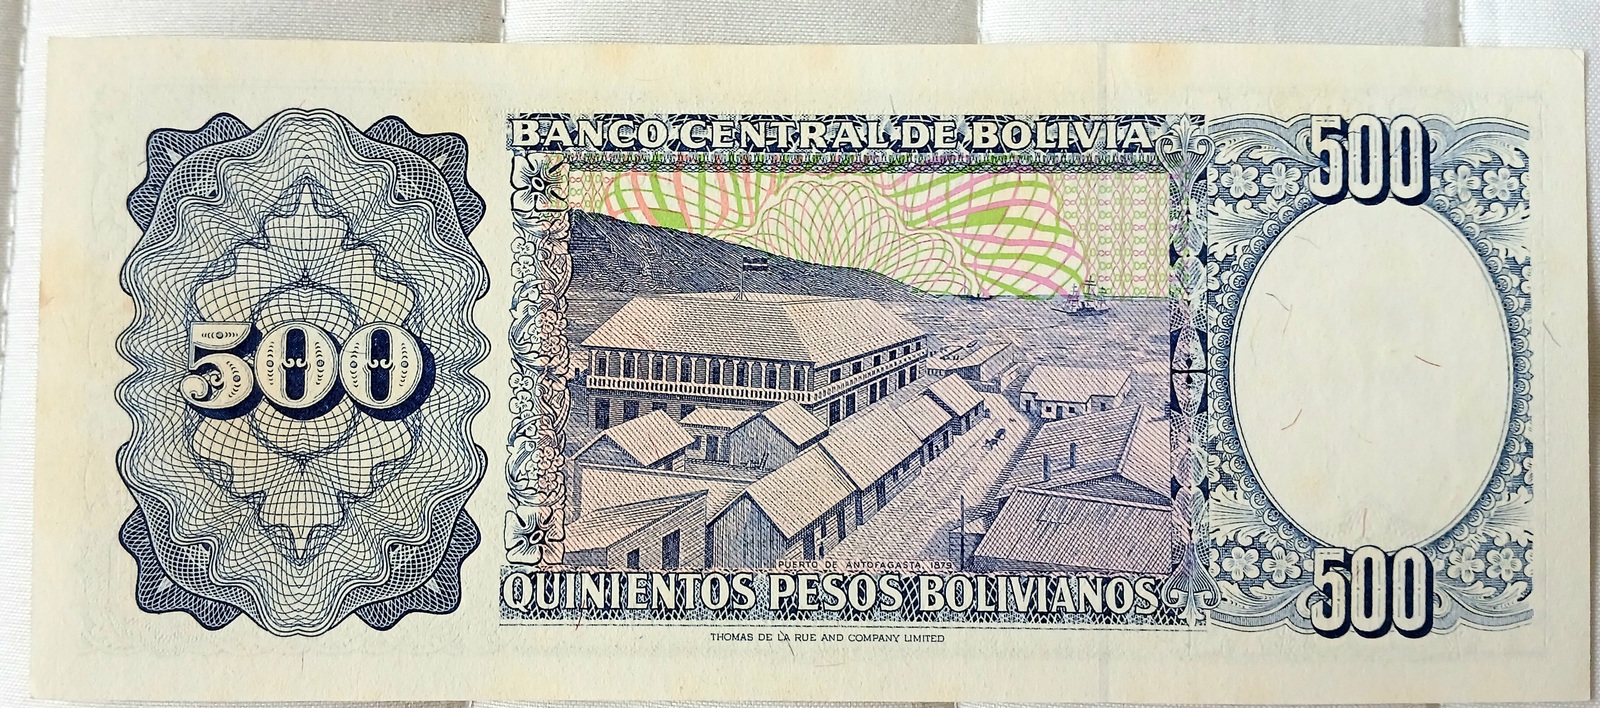 BANCO CENTRAL DE BOLIVIA
500
500
PUERTO DE ANTOFAGASTA, 1879
QUINIENTOS PESOS BOLIVIANOS
500
THOMAS DE LA RUE AND COMPANY LIMITED